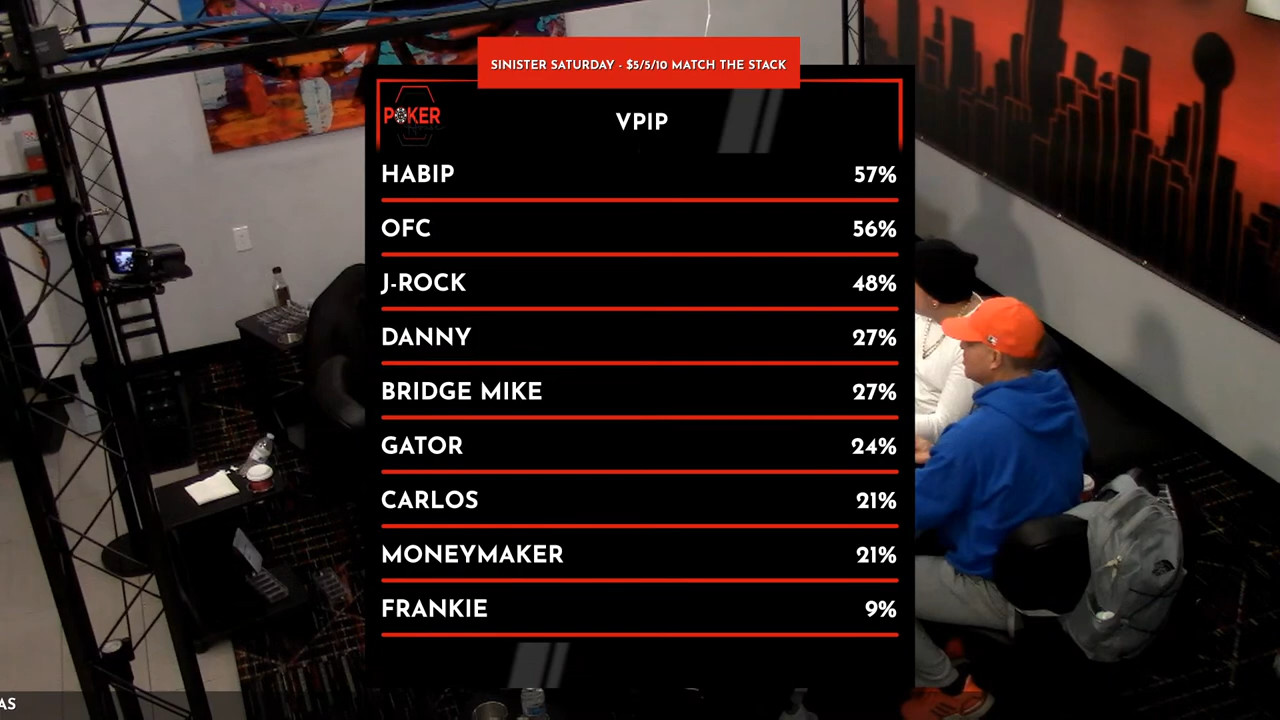 SINISTER SATURDAY - $5/5/10 MATCH THE STACK
POKER
VPIP
HABIP 57%
OFC 56%
J-ROCK 48%
DANNY 27%
BRIDGE MIKE 27%
GATOR 24%
CARLOS 21%
MONEYMAKER 21%
FRANKIE 9%
AS